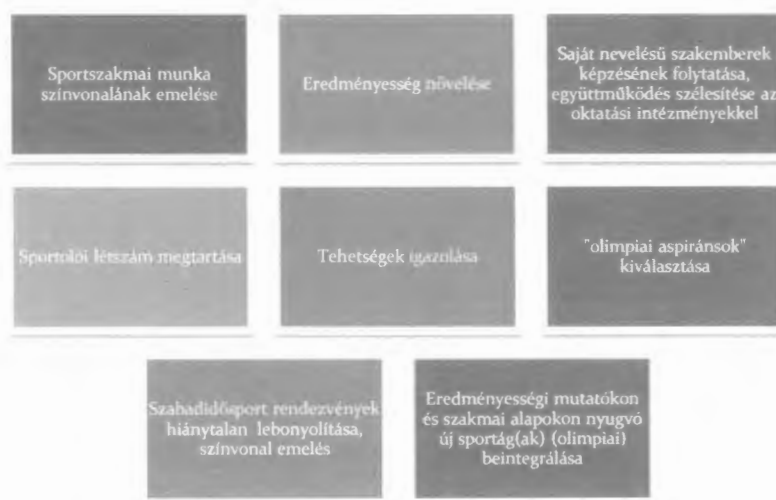 Sportszakmai munka
színvonalának emelése
Eredményesség növelése
Saját nevelésű szakemberek
képzésének folytatása,
együttműködés szélesítése az
oktatási intézményekkel
Sportolói létszám megtartása
Tehetségek igazolása
"olimpiai aspiránsok"
kiválasztása
Szabadidősport rendezvények
hiánytalan lebonyolítása,
színvonal emelés
Eredményességi mutatókon
és szakmai alapokon nyugvó
új sportág(ak) (olimpiai)
beintegrálása